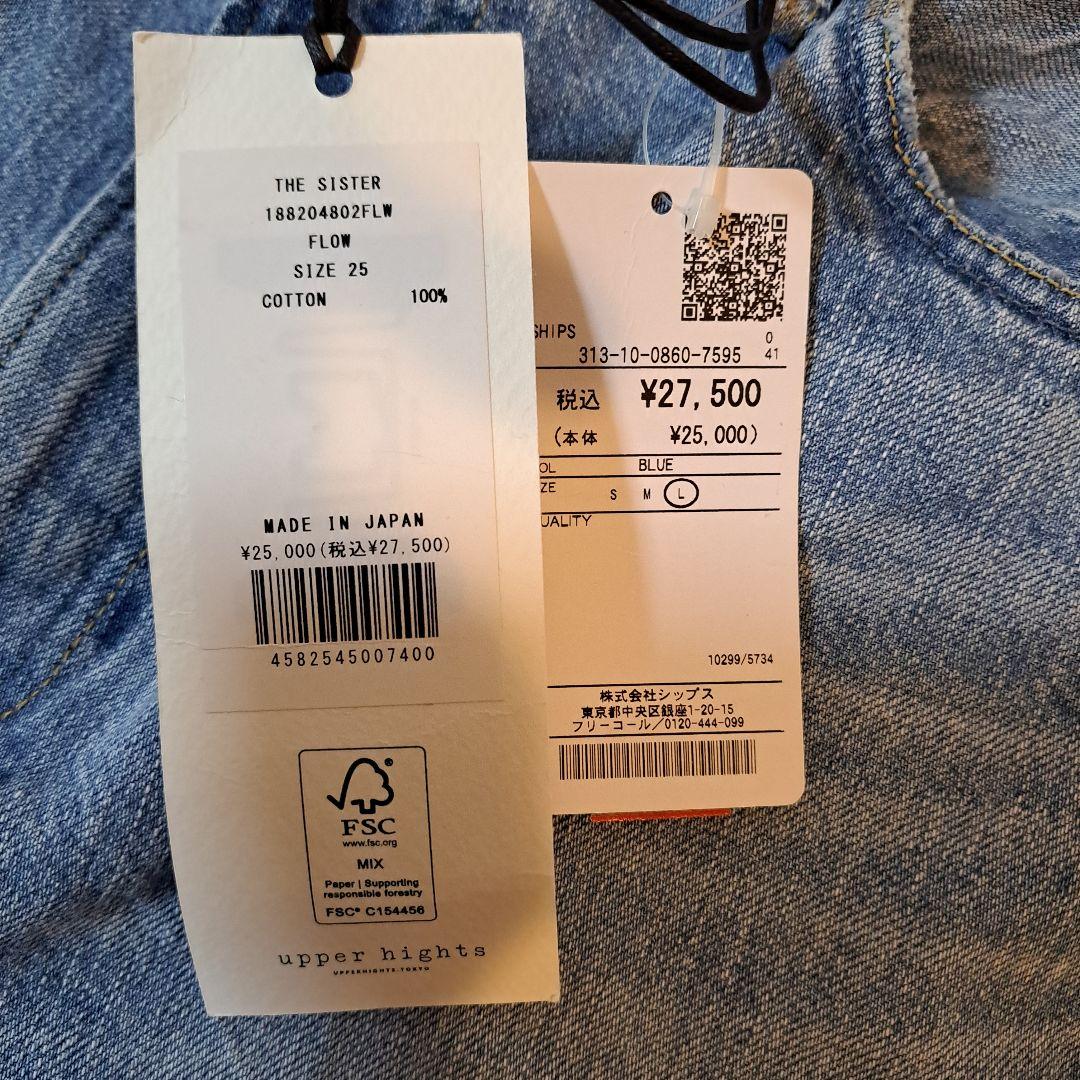 THE SISTER
188204802FLW
FLOW
SIZE 25
COTTON 100%
MADE IN JAPAN
¥25,000(税込¥27,500)
4582545007400
FSC
www.fsc.org
MIX
Paper | Supporting
responsible forestry
FSC® C154456
upper hights
UPPERHIGHTS.TOKYO
SHIPS 0
313-10-0860-7595 41
税込 ¥27,500
(本体 ¥25,000)
OL BLUE
ZE S M L
UALITY
10299/5734
株式会社シップス
東京都中央区銀座1-20-15
フリーコール/0120-444-099